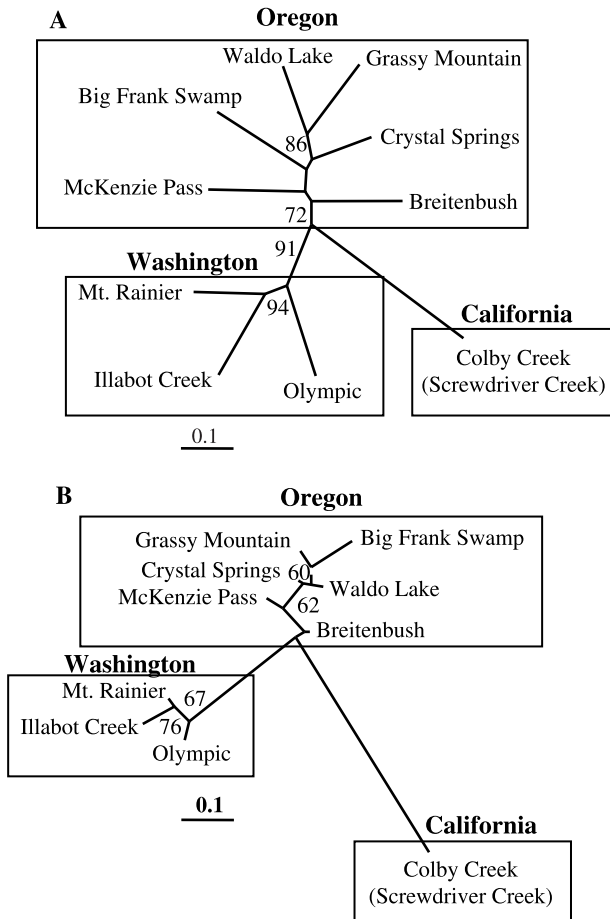 A
Oregon
Waldo Lake
Grassy Mountain
Big Frank Swamp
86
Crystal Springs
McKenzie Pass
Breitenbush
72
91
Washington
Mt. Rainier
94
California
Illabot Creek
Olympic
Colby Creek
(Screwdriver Creek)
0.1
B
Oregon
Grassy Mountain
Big Frank Swamp
Crystal Springs
60
Waldo Lake
McKenzie Pass
62
Breitenbush
Washington
Mt. Rainier
67
Illabot Creek
76
Olympic
0.1
California
Colby Creek
(Screwdriver Creek)